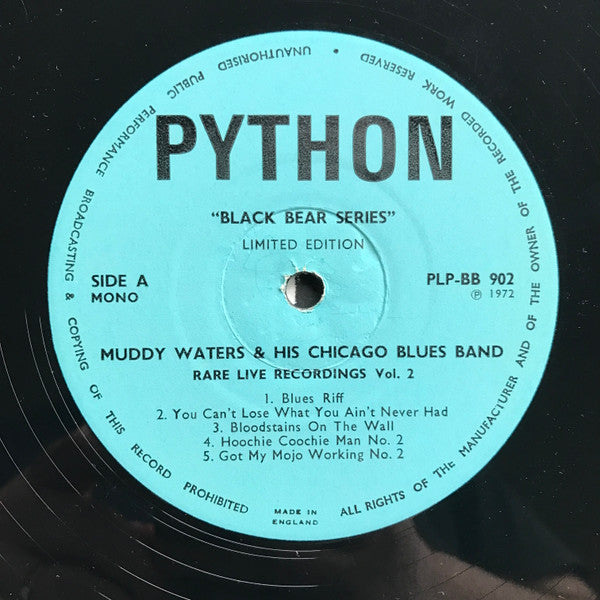 PYTHON
"BLACK BEAR SERIES"
LIMITED EDITION
SIDE A
MONO
PLP-BB 902
Ⓟ 1972
MUDDY WATERS & HIS CHICAGO BLUES BAND
RARE LIVE RECORDINGS Vol. 2
1. Blues Riff
2. You Can't Lose What You Ain't Never Had
3. Bloodstains On The Wall
4. Hoochie Coochie Man No. 2
5. Got My Mojo Working No. 2
MADE IN
ENGLAND
ALL RIGHTS OF THE MANUFACTURER AND OF THE OWNER OF THE RECORDED WORK RESERVED • UNAUTHORISED PUBLIC PERFORMANCE BROADCASTING & COPYING OF THIS RECORD PROHIBITED